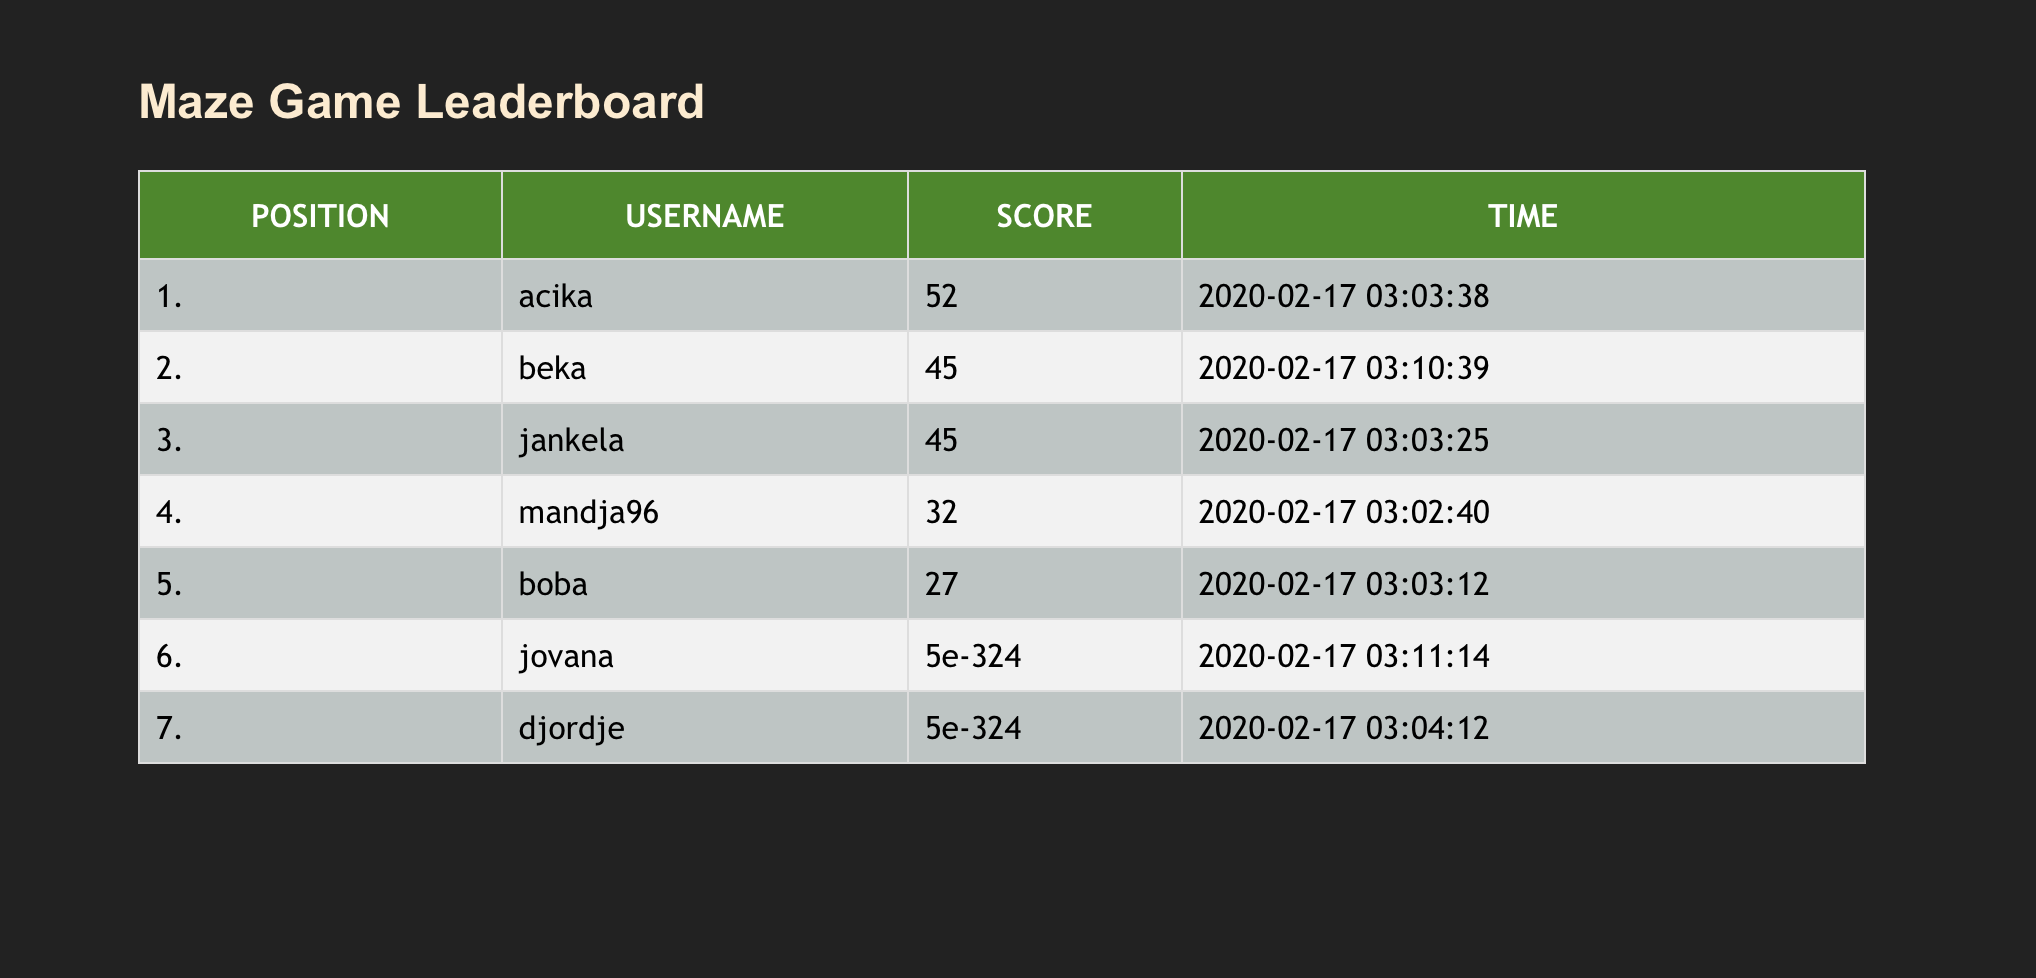 Maze Game Leaderboard
POSITION USERNAME SCORE TIME
1. acika 52 2020-02-17 03:03:38
2. beka 45 2020-02-17 03:10:39
3. jankela 45 2020-02-17 03:03:25
4. mandja96 32 2020-02-17 03:02:40
5. boba 27 2020-02-17 03:03:12
6. jovana 5e-324 2020-02-17 03:11:14
7. djordje 5e-324 2020-02-17 03:04:12